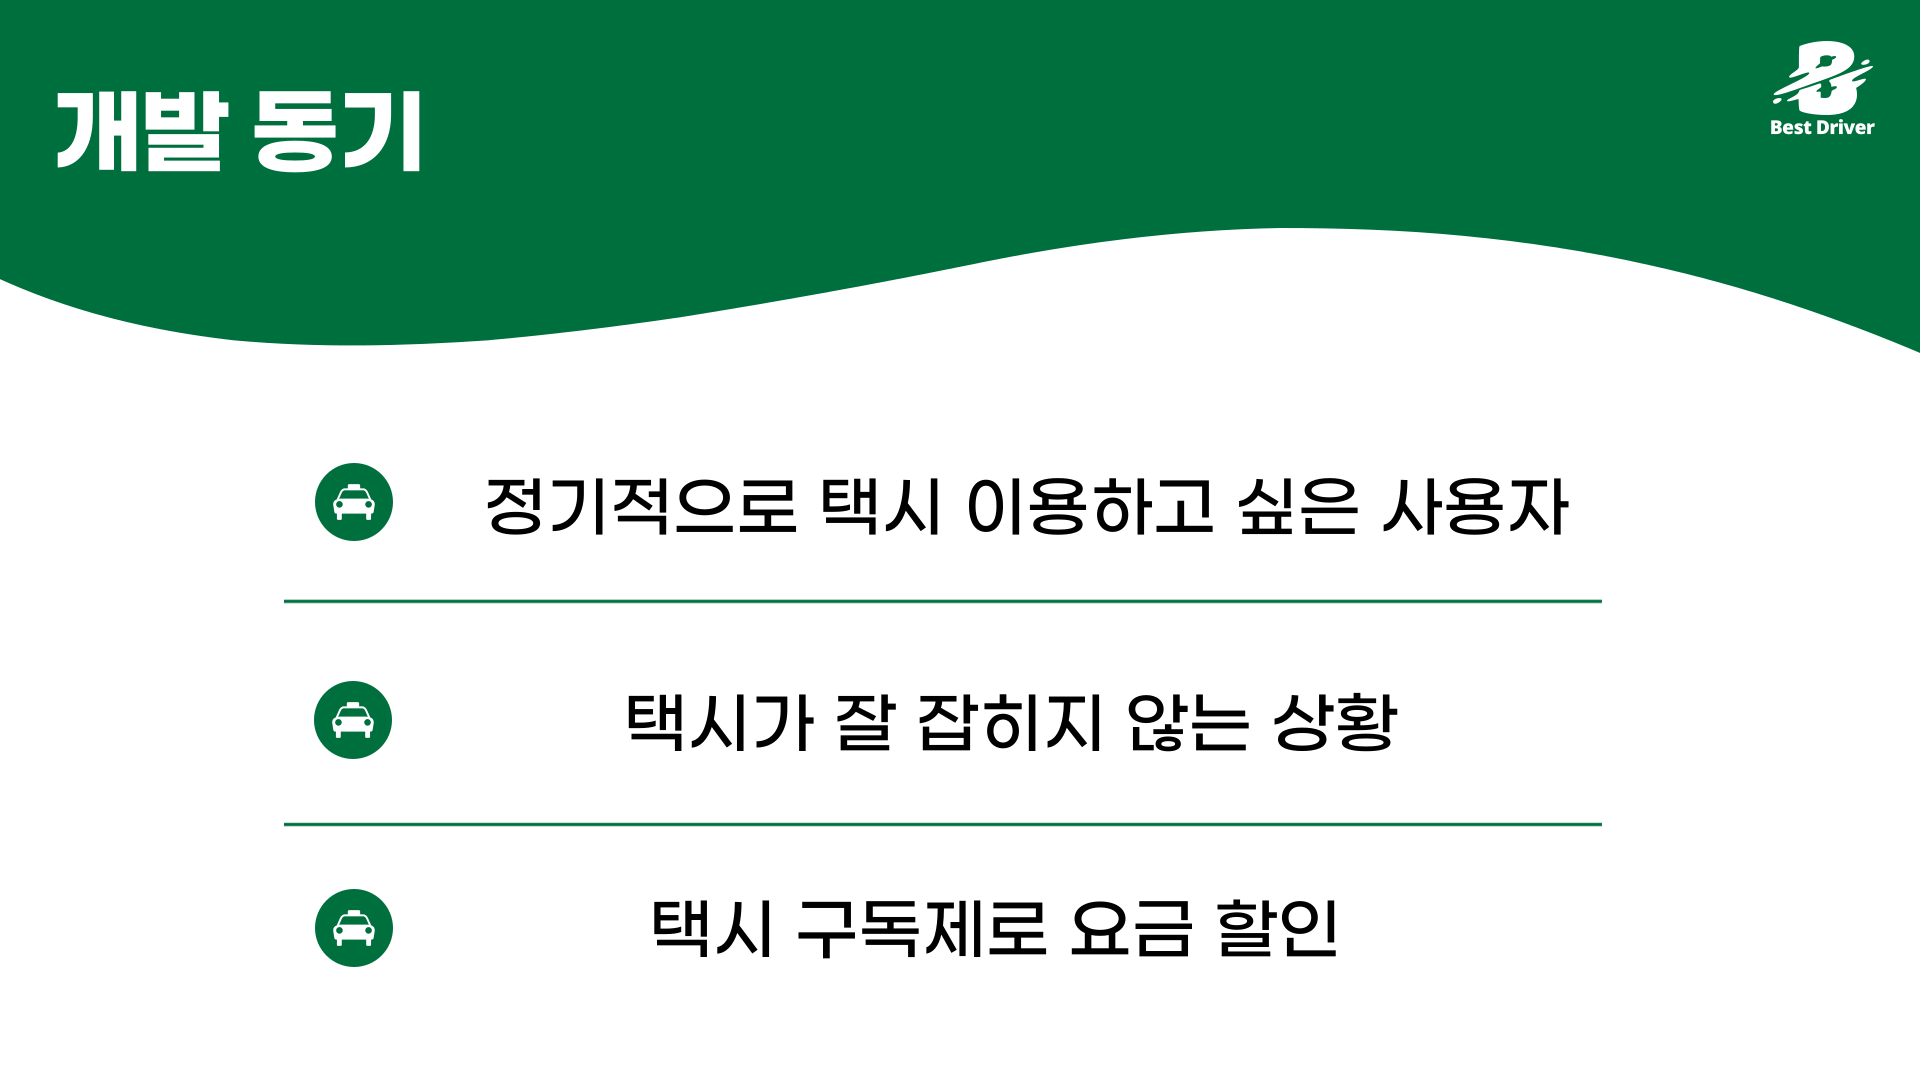 개발 동기
Best Driver
정기적으로 택시 이용하고 싶은 사용자
택시가 잘 잡히지 않는 상황
택시 구독제로 요금 할인